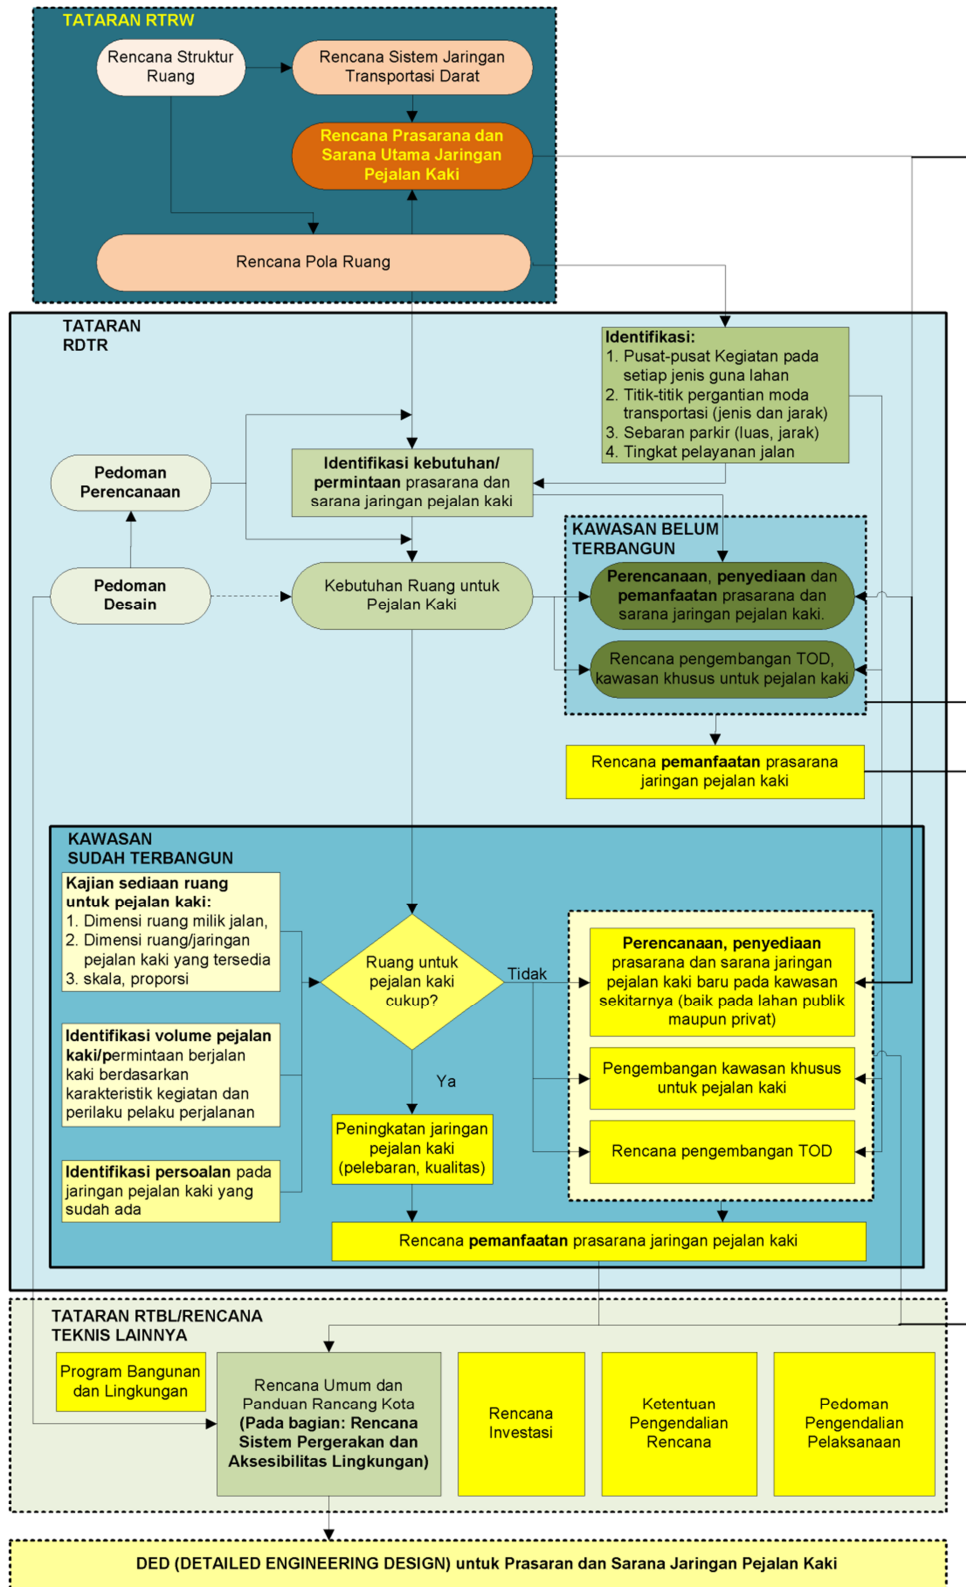 TATARAN RTRW
Rencana Struktur
Ruang
Rencana Sistem Jaringan
Transportasi Darat
Rencana Prasarana dan
Sarana Utama Jaringan
Pejalan Kaki
Rencana Pola Ruang
TATARAN
RDTR
Identifikasi:
1. Pusat-pusat Kegiatan pada
setiap jenis guna lahan
2. Titik-titik pergantian moda
transportasi (jenis dan jarak)
3. Sebaran parkir (luas, jarak)
4. Tingkat pelayanan jalan
Pedoman
Perencanaan
Identifikasi kebutuhan/
permintaan prasarana dan
sarana jaringan pejalan kaki
KAWASAN BELUM
TERBANGUN
Pedoman
Desain
Kebutuhan Ruang untuk
Pejalan Kaki
Perencanaan, penyediaan dan
pemanfaatan prasarana dan
sarana jaringan pejalan kaki.
Rencana pengembangan TOD,
kawasan khusus untuk pejalan kaki
Rencana pemanfaatan prasarana
jaringan pejalan kaki
KAWASAN
SUDAH TERBANGUN
Kajian sediaan ruang
untuk pejalan kaki:
1. Dimensi ruang milik jalan,
2. Dimensi ruang/jaringan
pejalan kaki yang tersedia
3. skala, proporsi
Ruang untuk
pejalan kaki
cukup?
Tidak
Perencanaan, penyediaan
prasarana dan sarana jaringan
pejalan kaki baru pada kawasan
sekitarnya (baik pada lahan publik
maupun privat)
Identifikasi volume pejalan
kaki/permintaan berjalan
kaki berdasarkan
karakteristik kegiatan dan
perilaku pelaku perjalanan
Ya
Pengembangan kawasan khusus
untuk pejalan kaki
Peningkatan jaringan
pejalan kaki
(pelebaran, kualitas)
Rencana pengembangan TOD
Identifikasi persoalan pada
jaringan pejalan kaki yang
sudah ada
Rencana pemanfaatan prasarana jaringan pejalan kaki
TATARAN RTBL/RENCANA
TEKNIS LAINNYA
Program Bangunan
dan Lingkungan
Rencana Umum dan
Panduan Rancang Kota
(Pada bagian: Rencana
Sistem Pergerakan dan
Aksesibilitas Lingkungan)
Rencana
Investasi
Ketentuan
Pengendalian
Rencana
Pedoman
Pengendalian
Pelaksanaan
DED (DETAILED ENGINEERING DESIGN) untuk Prasaran dan Sarana Jaringan Pejalan Kaki